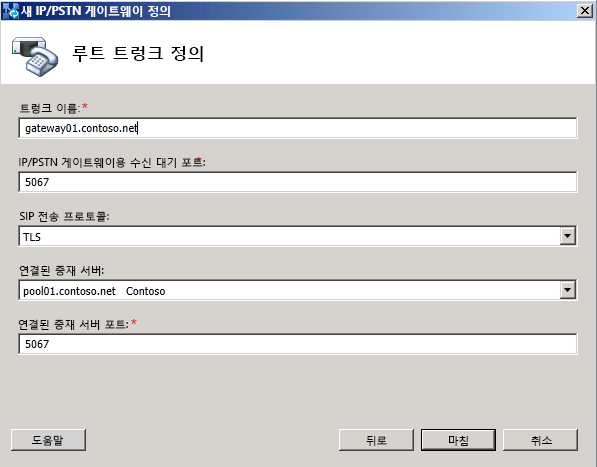 새 IP/PSTN 게이트웨이 정의
루트 트렁크 정의
트렁크 이름:*
gateway01.contoso.net
IP/PSTN 게이트웨이용 수신 대기 포트:*
5067
SIP 전송 프로토콜:
TLS
연결된 중재 서버:
pool01.contoso.net Contoso
연결된 중재 서버 포트:*
5067
도움말 뒤로 마침 취소